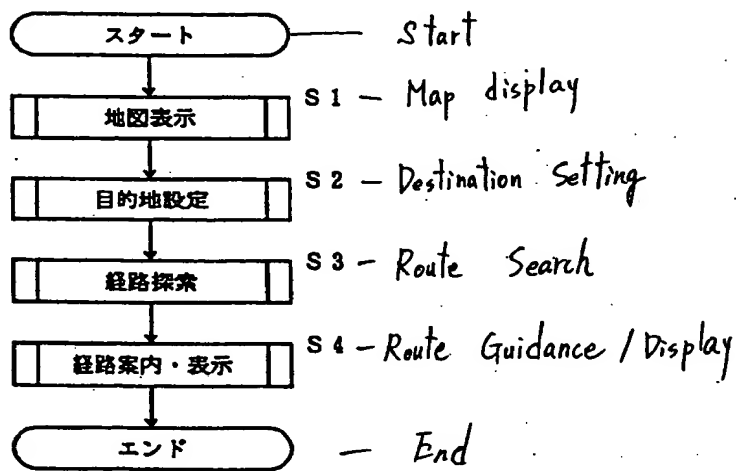 スタート — Start
地図表示 S1 — Map display
目的地設定 S2 — Destination Setting
経路探索 S3 — Route Search
経路案内・表示 S4 — Route Guidance / Display
エンド — End